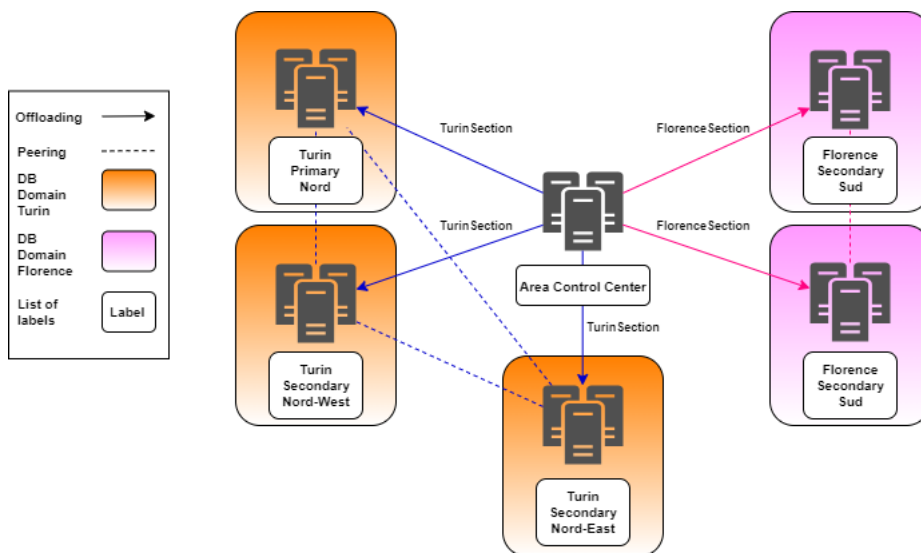 Offloading
Peering
DB
Domain
Turin
DB
Domain
Florence
List of
labels
Label
Turin
Primary
Nord
Turin
Secondary
Nord-West
Turin
Secondary
Nord-East
Area Control Center
Turin Section
Turin Section
Turin Section
Florence Section
Florence Section
Florence
Secondary
Sud
Florence
Secondary
Sud